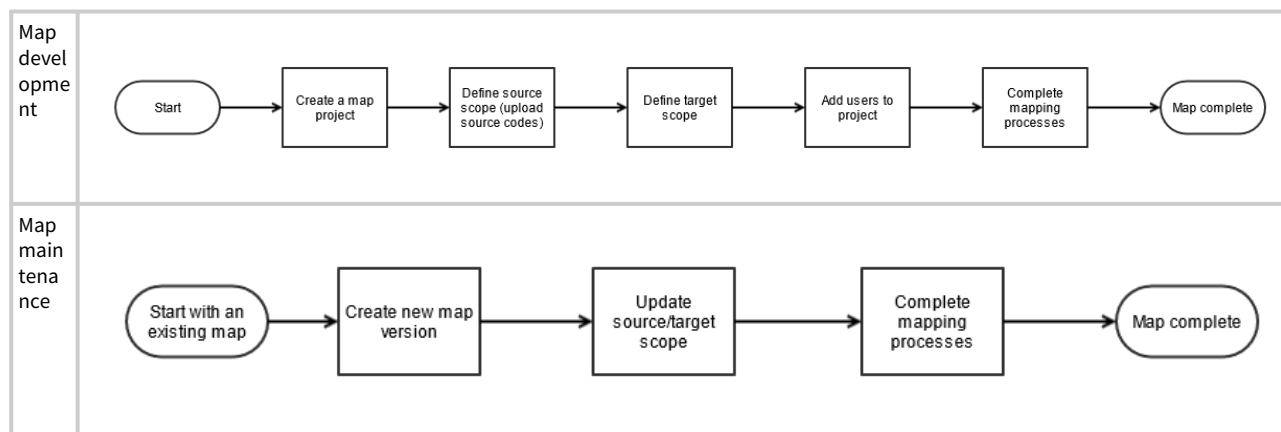 Map
devel
opme
nt
Start
Create a map
project
Define source
scope (upload
source codes)
Define target
scope
Add users to
project
Complete
mapping
processes
Map complete
Map
main
tena
nce
Start with an
existing map
Create new map
version
Update
source/target
scope
Complete
mapping
processes
Map complete